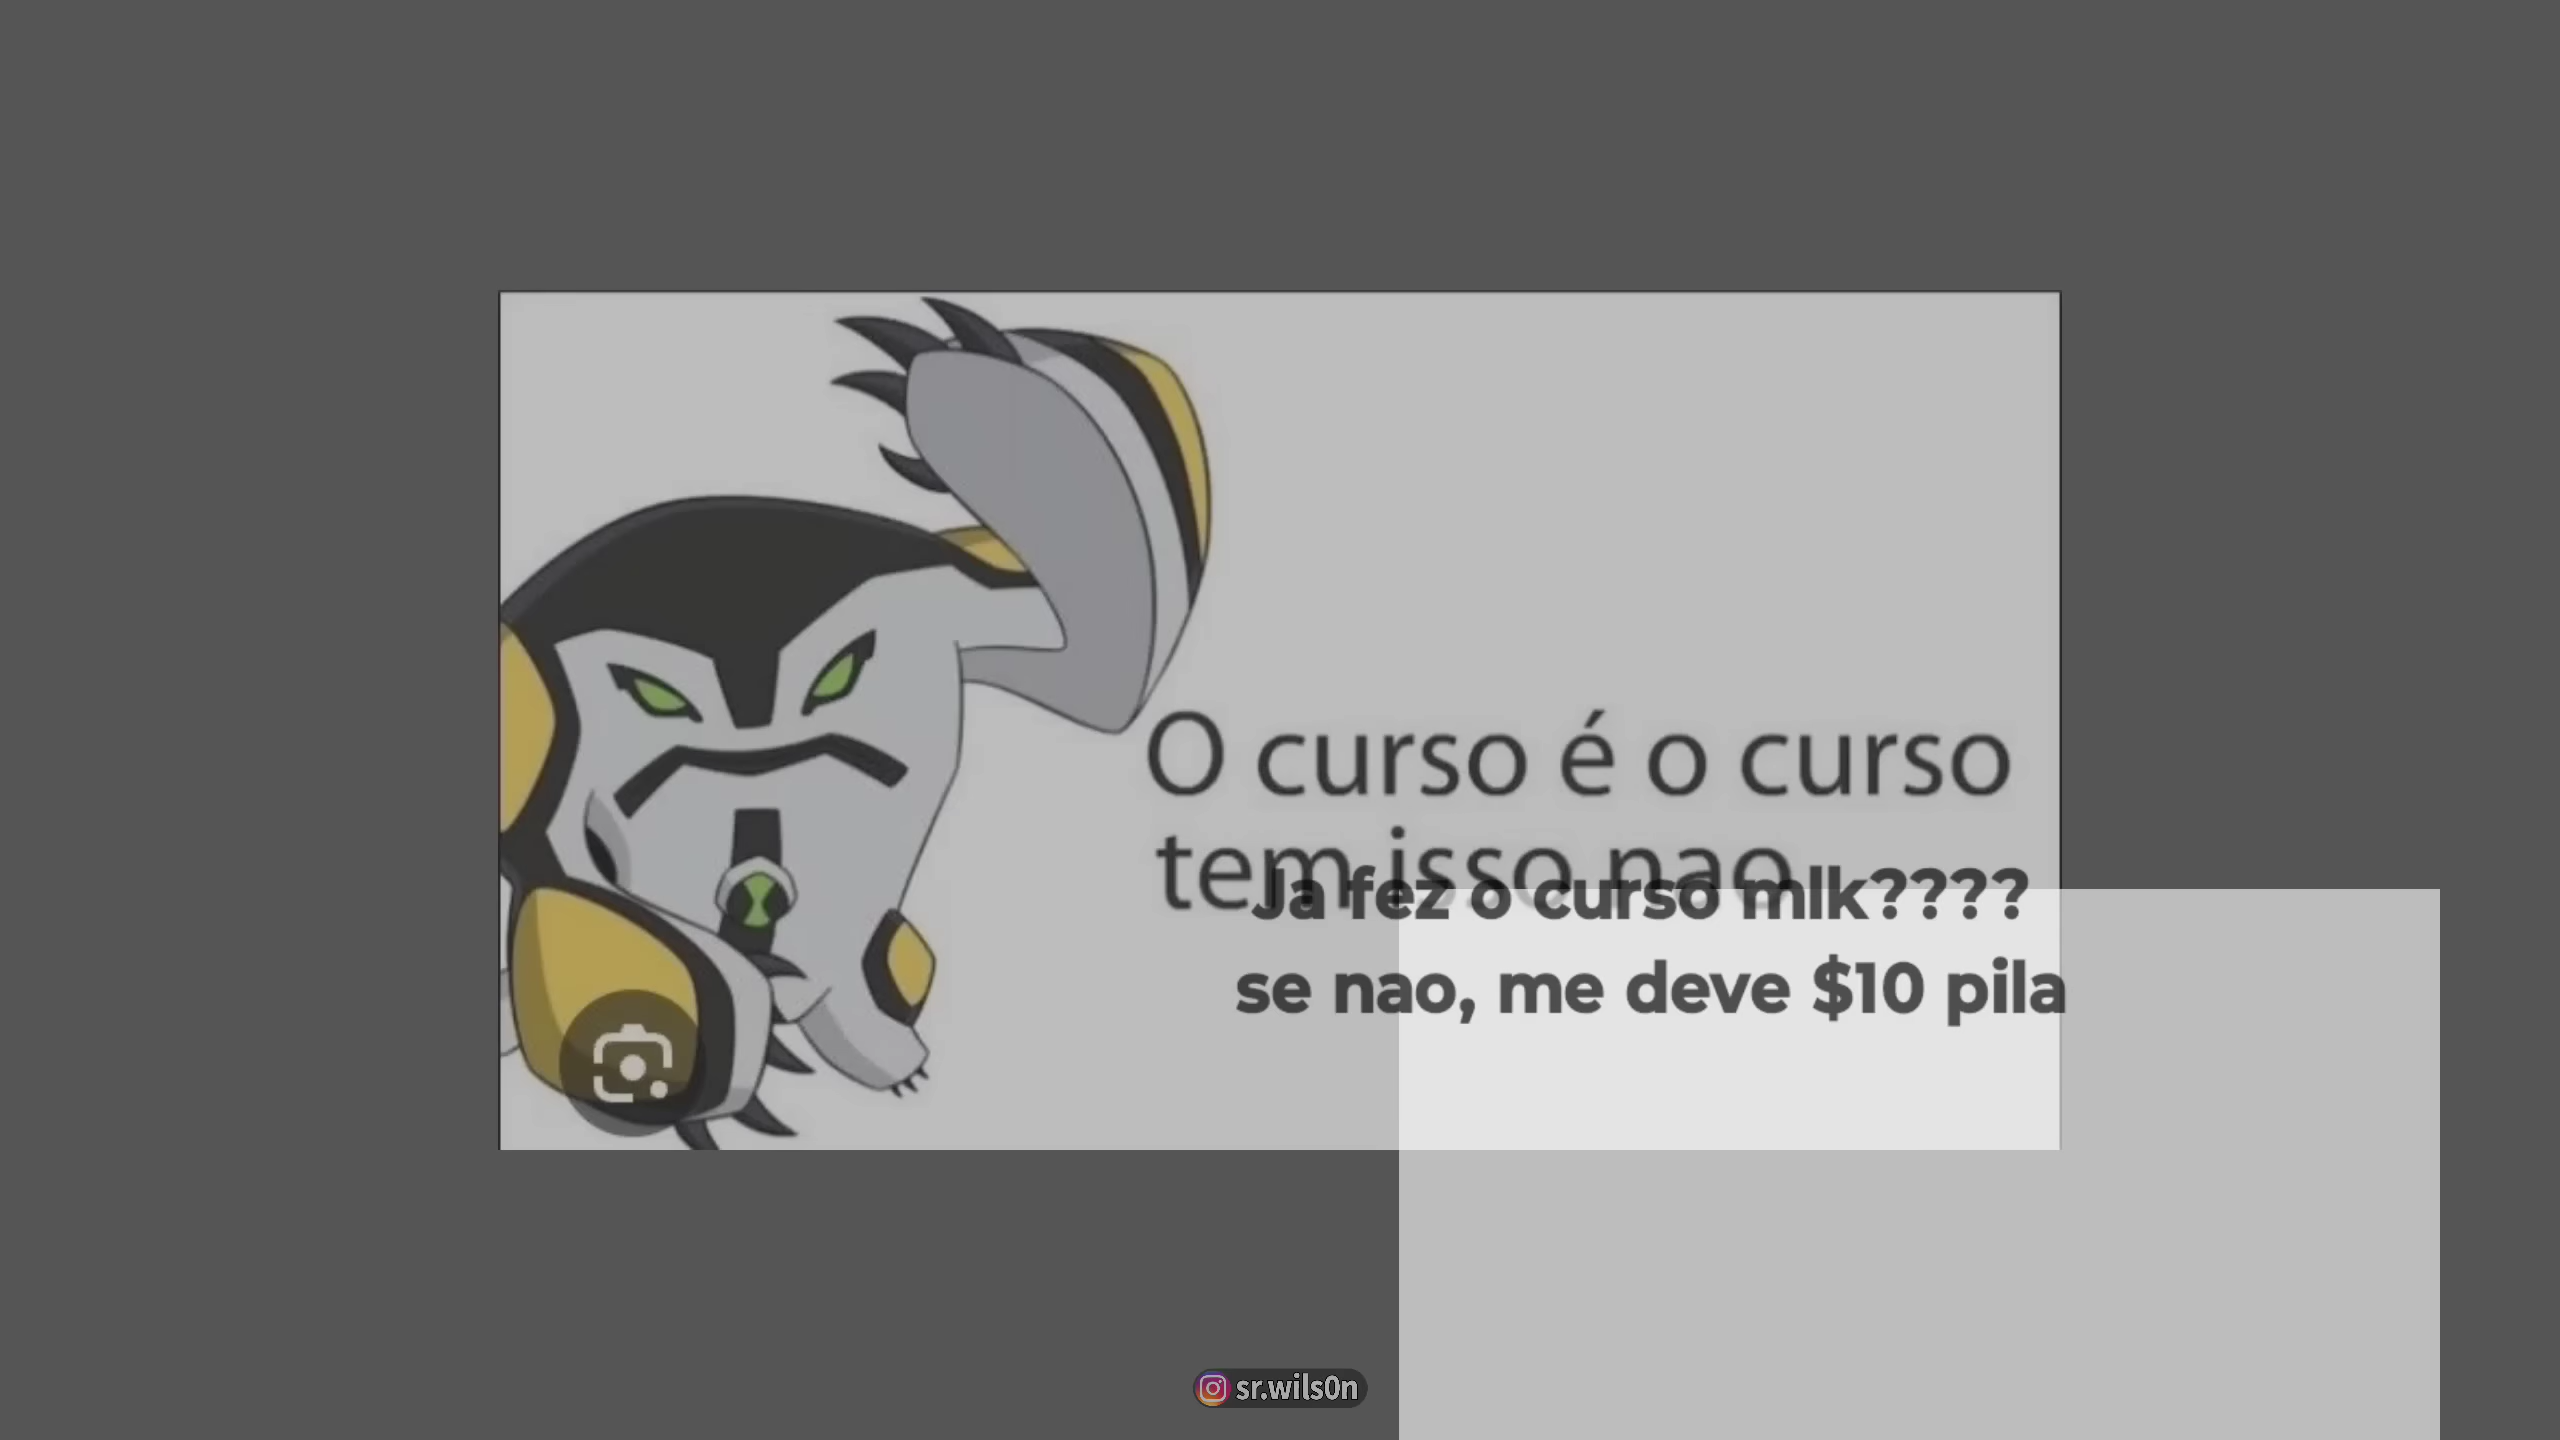 O curso é o curso
tem isso nao
Ja fez o curso mlk????
se nao, me deve $10 pila
sr.wils0n